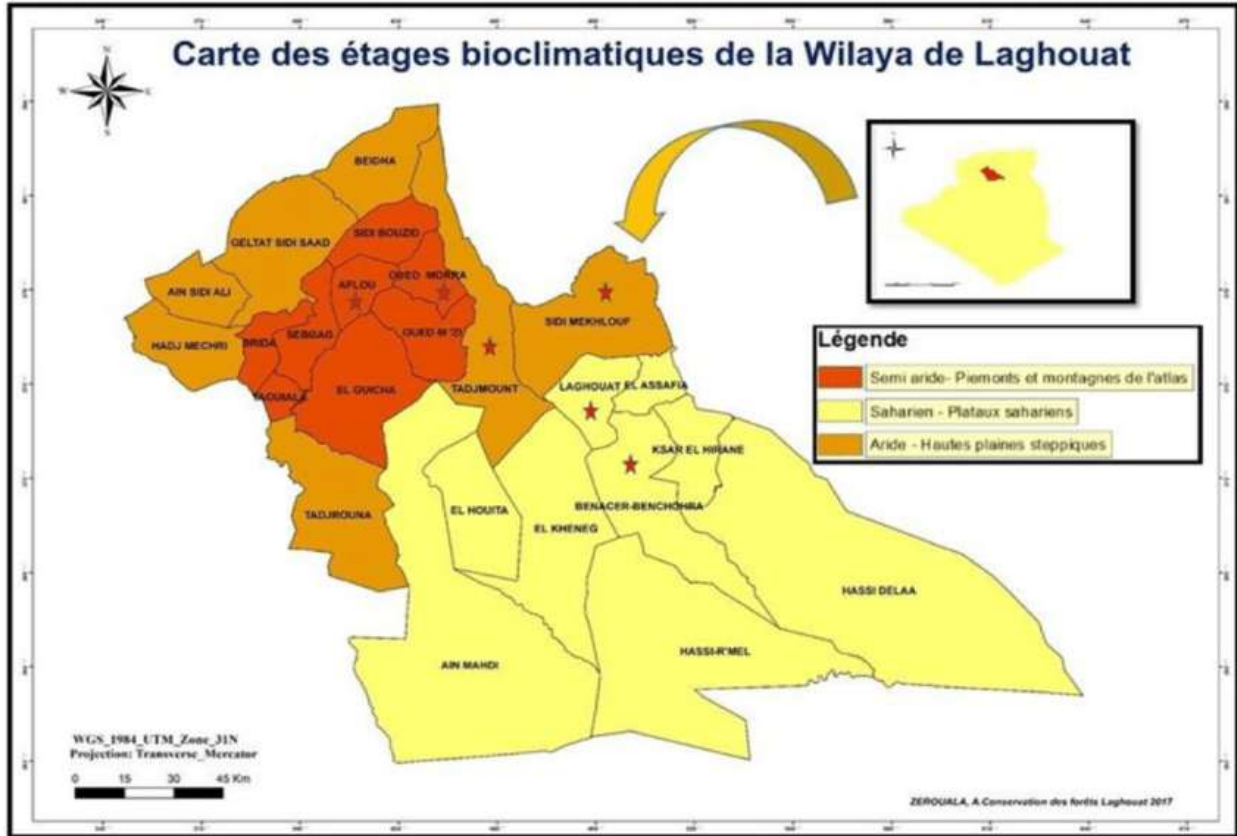 Carte des étages bioclimatiques de la Wilaya de Laghouat
N
W
E
S
BEIDHA
SIDI BOUZID
GELTAT SIDI SAAD
AFLOU
OUED MORRA
AIN SIDI ALI
SIDI MEKHLOUF
HADJ MECHRI
BRIDA
SEBGAG
OUED M'ZI
TAOUIALA
EL GUICHA
TADJMOUNT
LAGHOUAT
EL ASSAFIA
KSAR EL HIRANE
TADJROUNA
EL HOUITA
EL KHENEG
BENACER-BENCHOHRA
HASSI DELAA
AIN MAHDI
HASSI-R'MEL
Légende
Semi aride- Piemonts et montagnes de l'atlas
Saharien - Plataux sahariens
Aride - Hautes plaines steppiques
WGS_1984_UTM_Zone_31N
Projection: Transverse_Mercator
0 15 30 45 Km
ZEROUALA, A Conservation des forêts Laghouat 2017